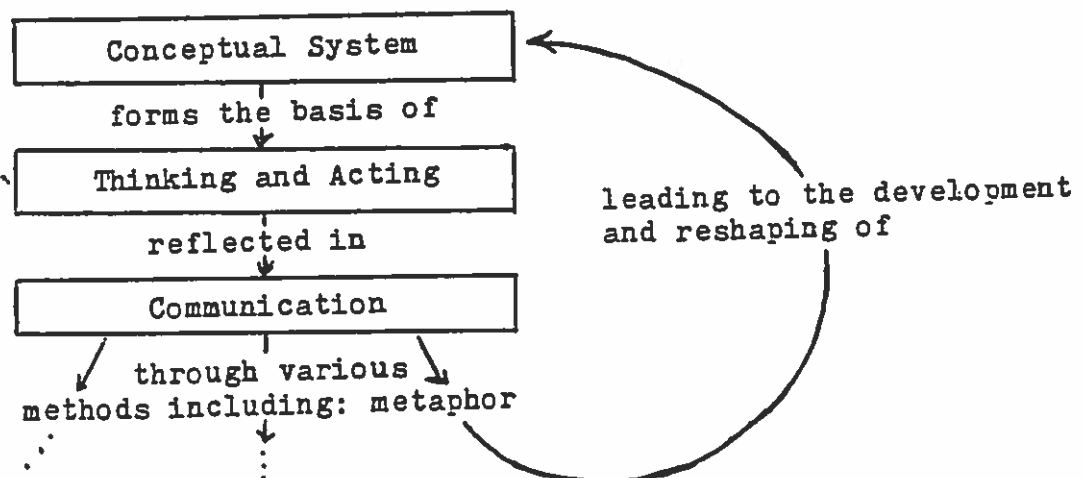 Conceptual System
forms the basis of
Thinking and Acting
reflected in
Communication
through various
methods including: metaphor
leading to the development
and reshaping of